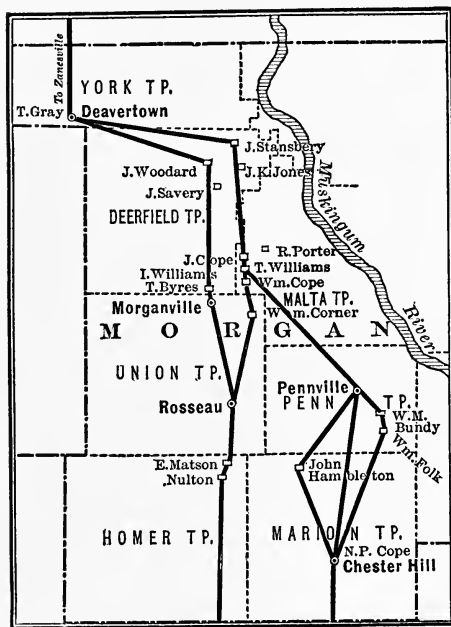 To Zanesville
YORK TP.
T.Gray
Deavertown
J.Stansbery
J.Woodard
J.K.Jones
J.Savery
DEERFIELD TP.
Muskingum
River
J.Cope
R.Porter
I.Williams
T.Williams
T.Byres
Wm.Cope
Morganville
MALTA TP.
Wm.Corner
MORGAN
UNION TP.
Pennville
PENN TP.
Rosseau
W.M.
Bundy
Wm.Folk
E.Matson
Nulton
John
Hambleton
HOMER TP.
MARION TP.
N.P. Cope
Chester Hill